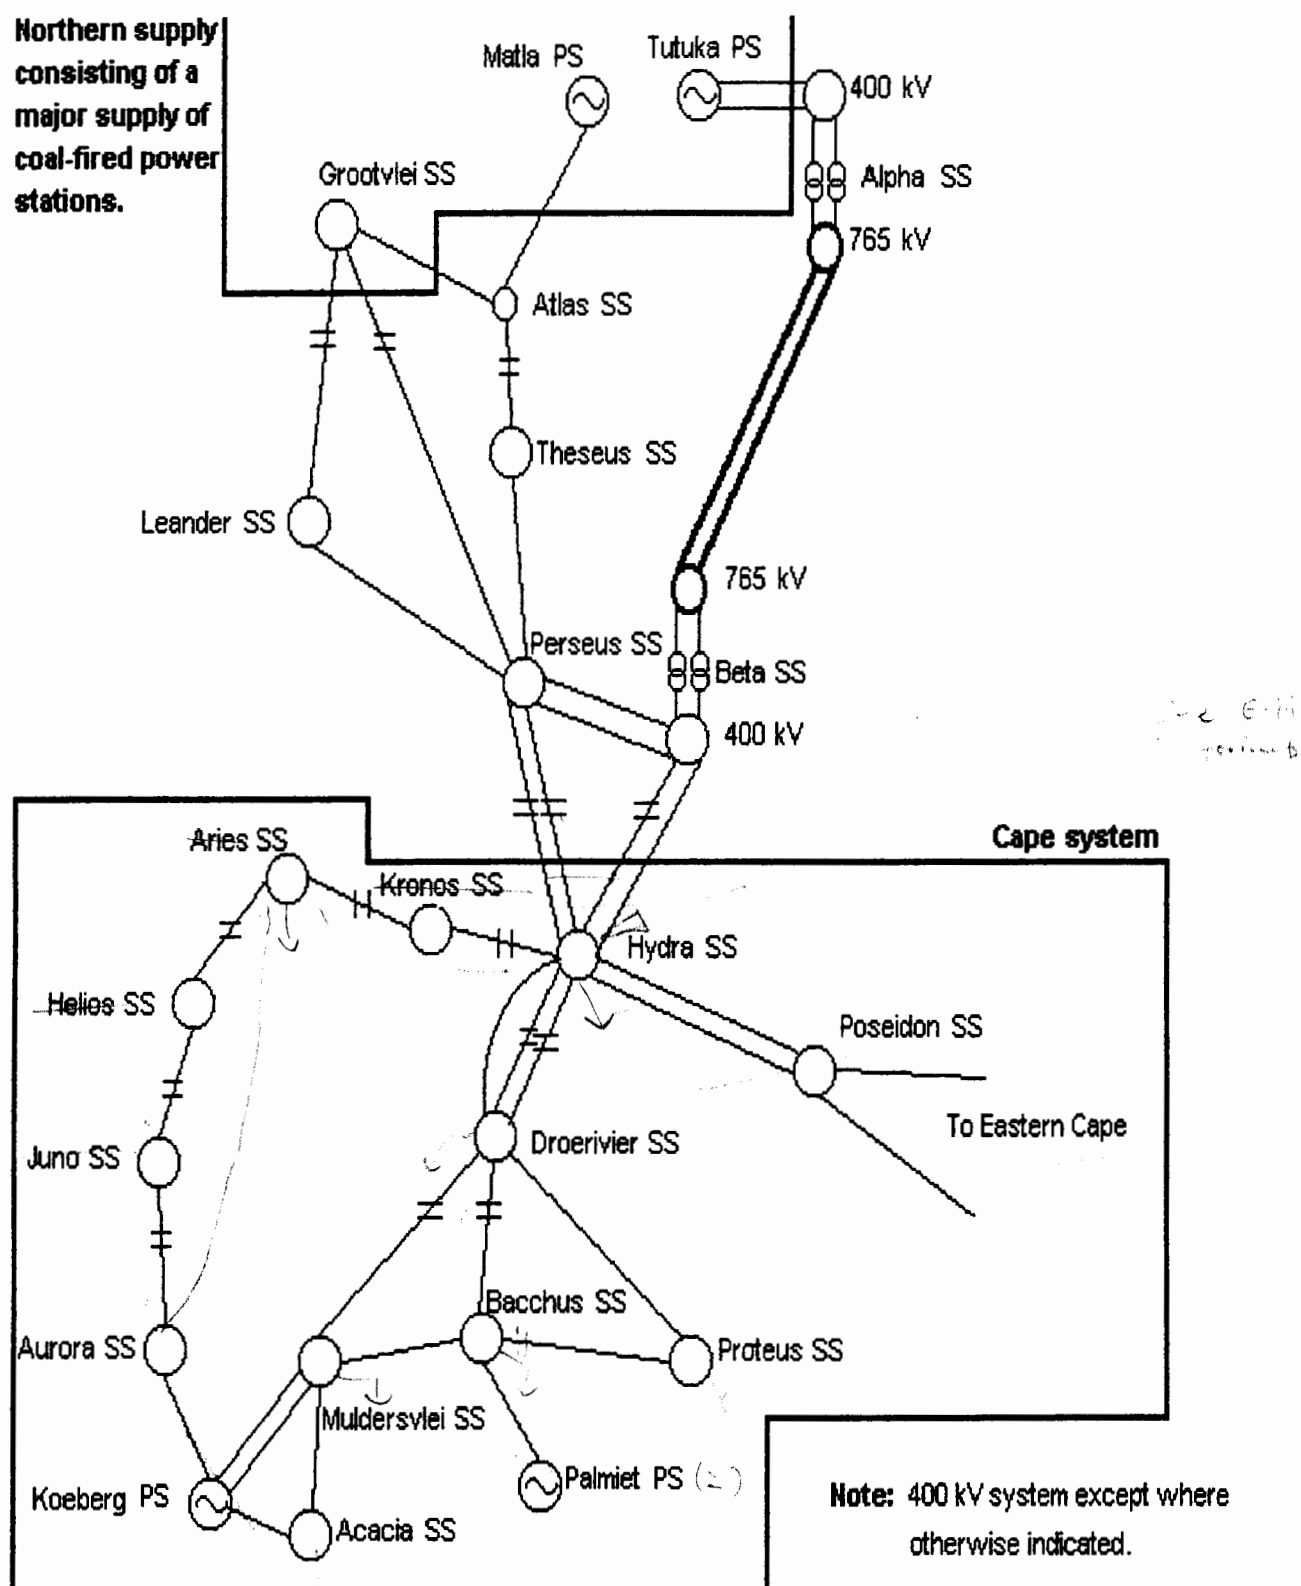 Northern supply
consisting of a
major supply of
coal-fired power
stations.
Matla PS
Tutuka PS
400 kV
Grootvlei SS
Alpha SS
765 kV
Atlas SS
Theseus SS
Leander SS
765 kV
Perseus SS
Beta SS
400 kV
Cape system
Aries SS
Kronos SS
Hydra SS
Helios SS
Poseidon SS
To Eastern Cape
Juno SS
Droerivier SS
Bacchus SS
Aurora SS
Proteus SS
Muldersvlei SS
Koeberg PS
Palmiet PS
Acacia SS
Note: 400 kV system except where
otherwise indicated.